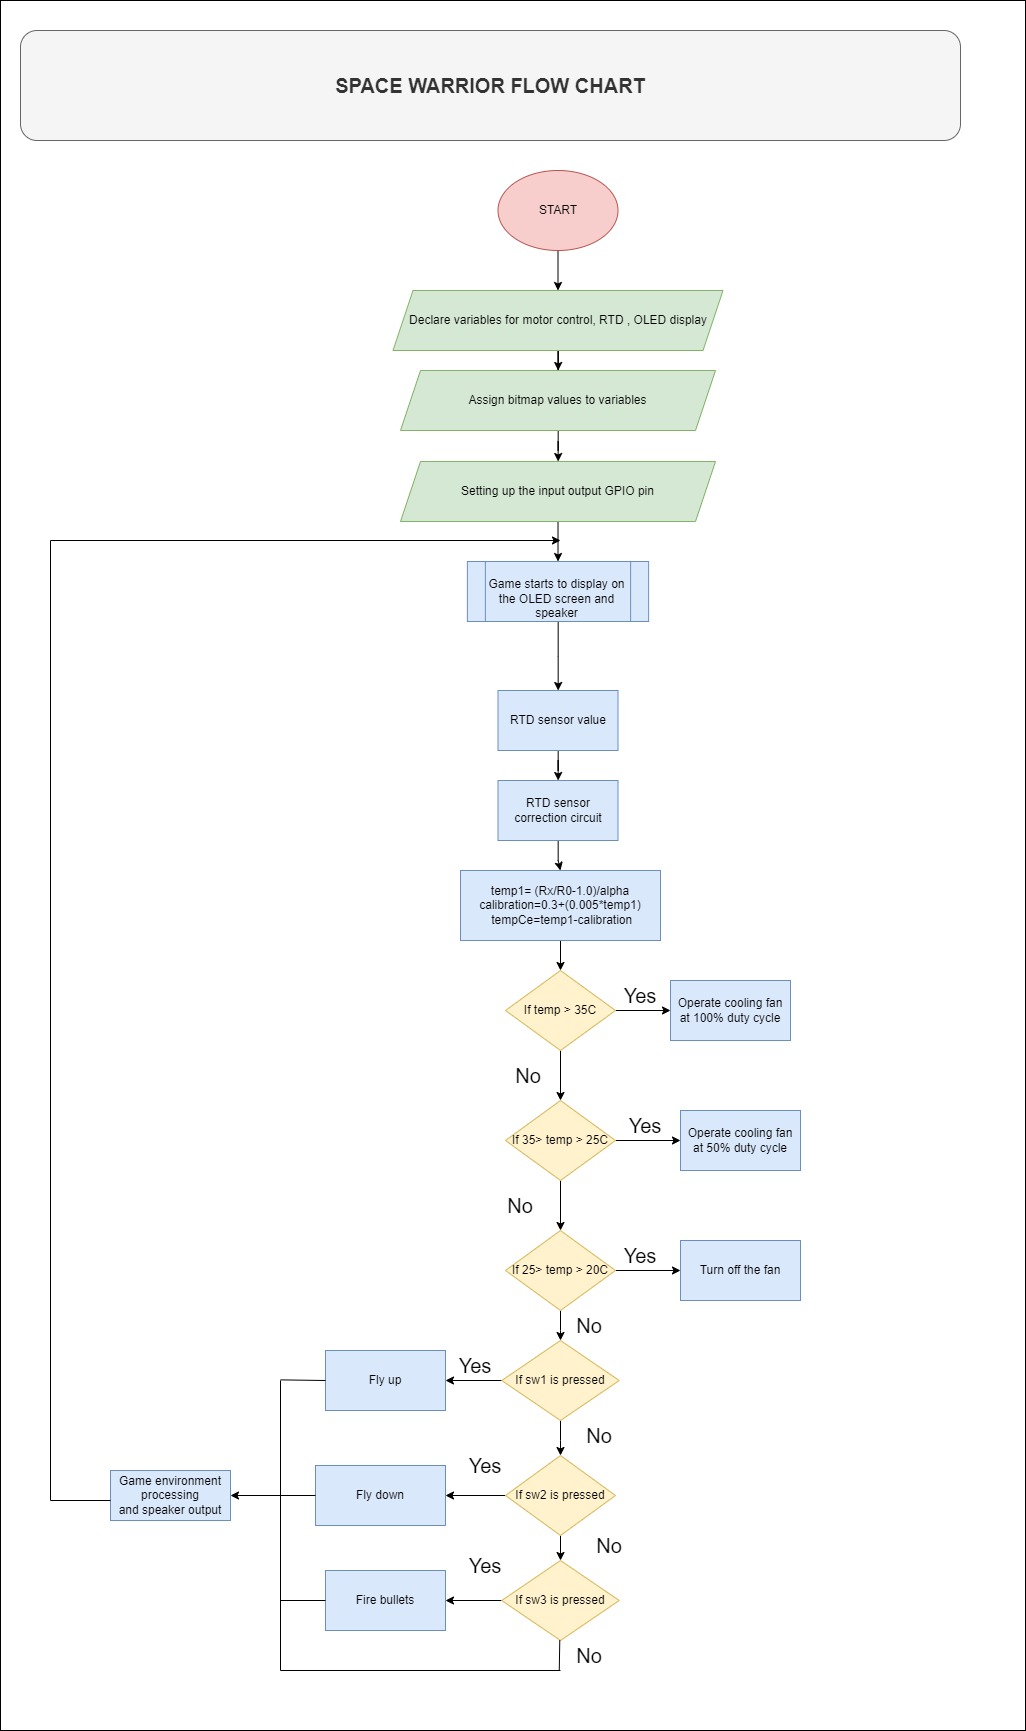 SPACE WARRIOR FLOW CHART
START
Declare variables for motor control, RTD , OLED display
Assign bitmap values to variables
Setting up the input output GPIO pin
Game starts to display on
the OLED screen and
speaker
RTD sensor value
RTD sensor
correction circuit
temp1= (Rx/R0-1.0)/alpha
calibration=0.3+(0.005*temp1)
tempCe=temp1-calibration
If temp > 35C
Yes
Operate cooling fan
at 100% duty cycle
No
If 35> temp > 25C
Yes
Operate cooling fan
at 50% duty cycle
No
If 25> temp > 20C
Yes
Turn off the fan
No
If sw1 is pressed
Yes
Fly up
No
If sw2 is pressed
Yes
Fly down
Game environment
processing
and speaker output
No
If sw3 is pressed
Yes
Fire bullets
No